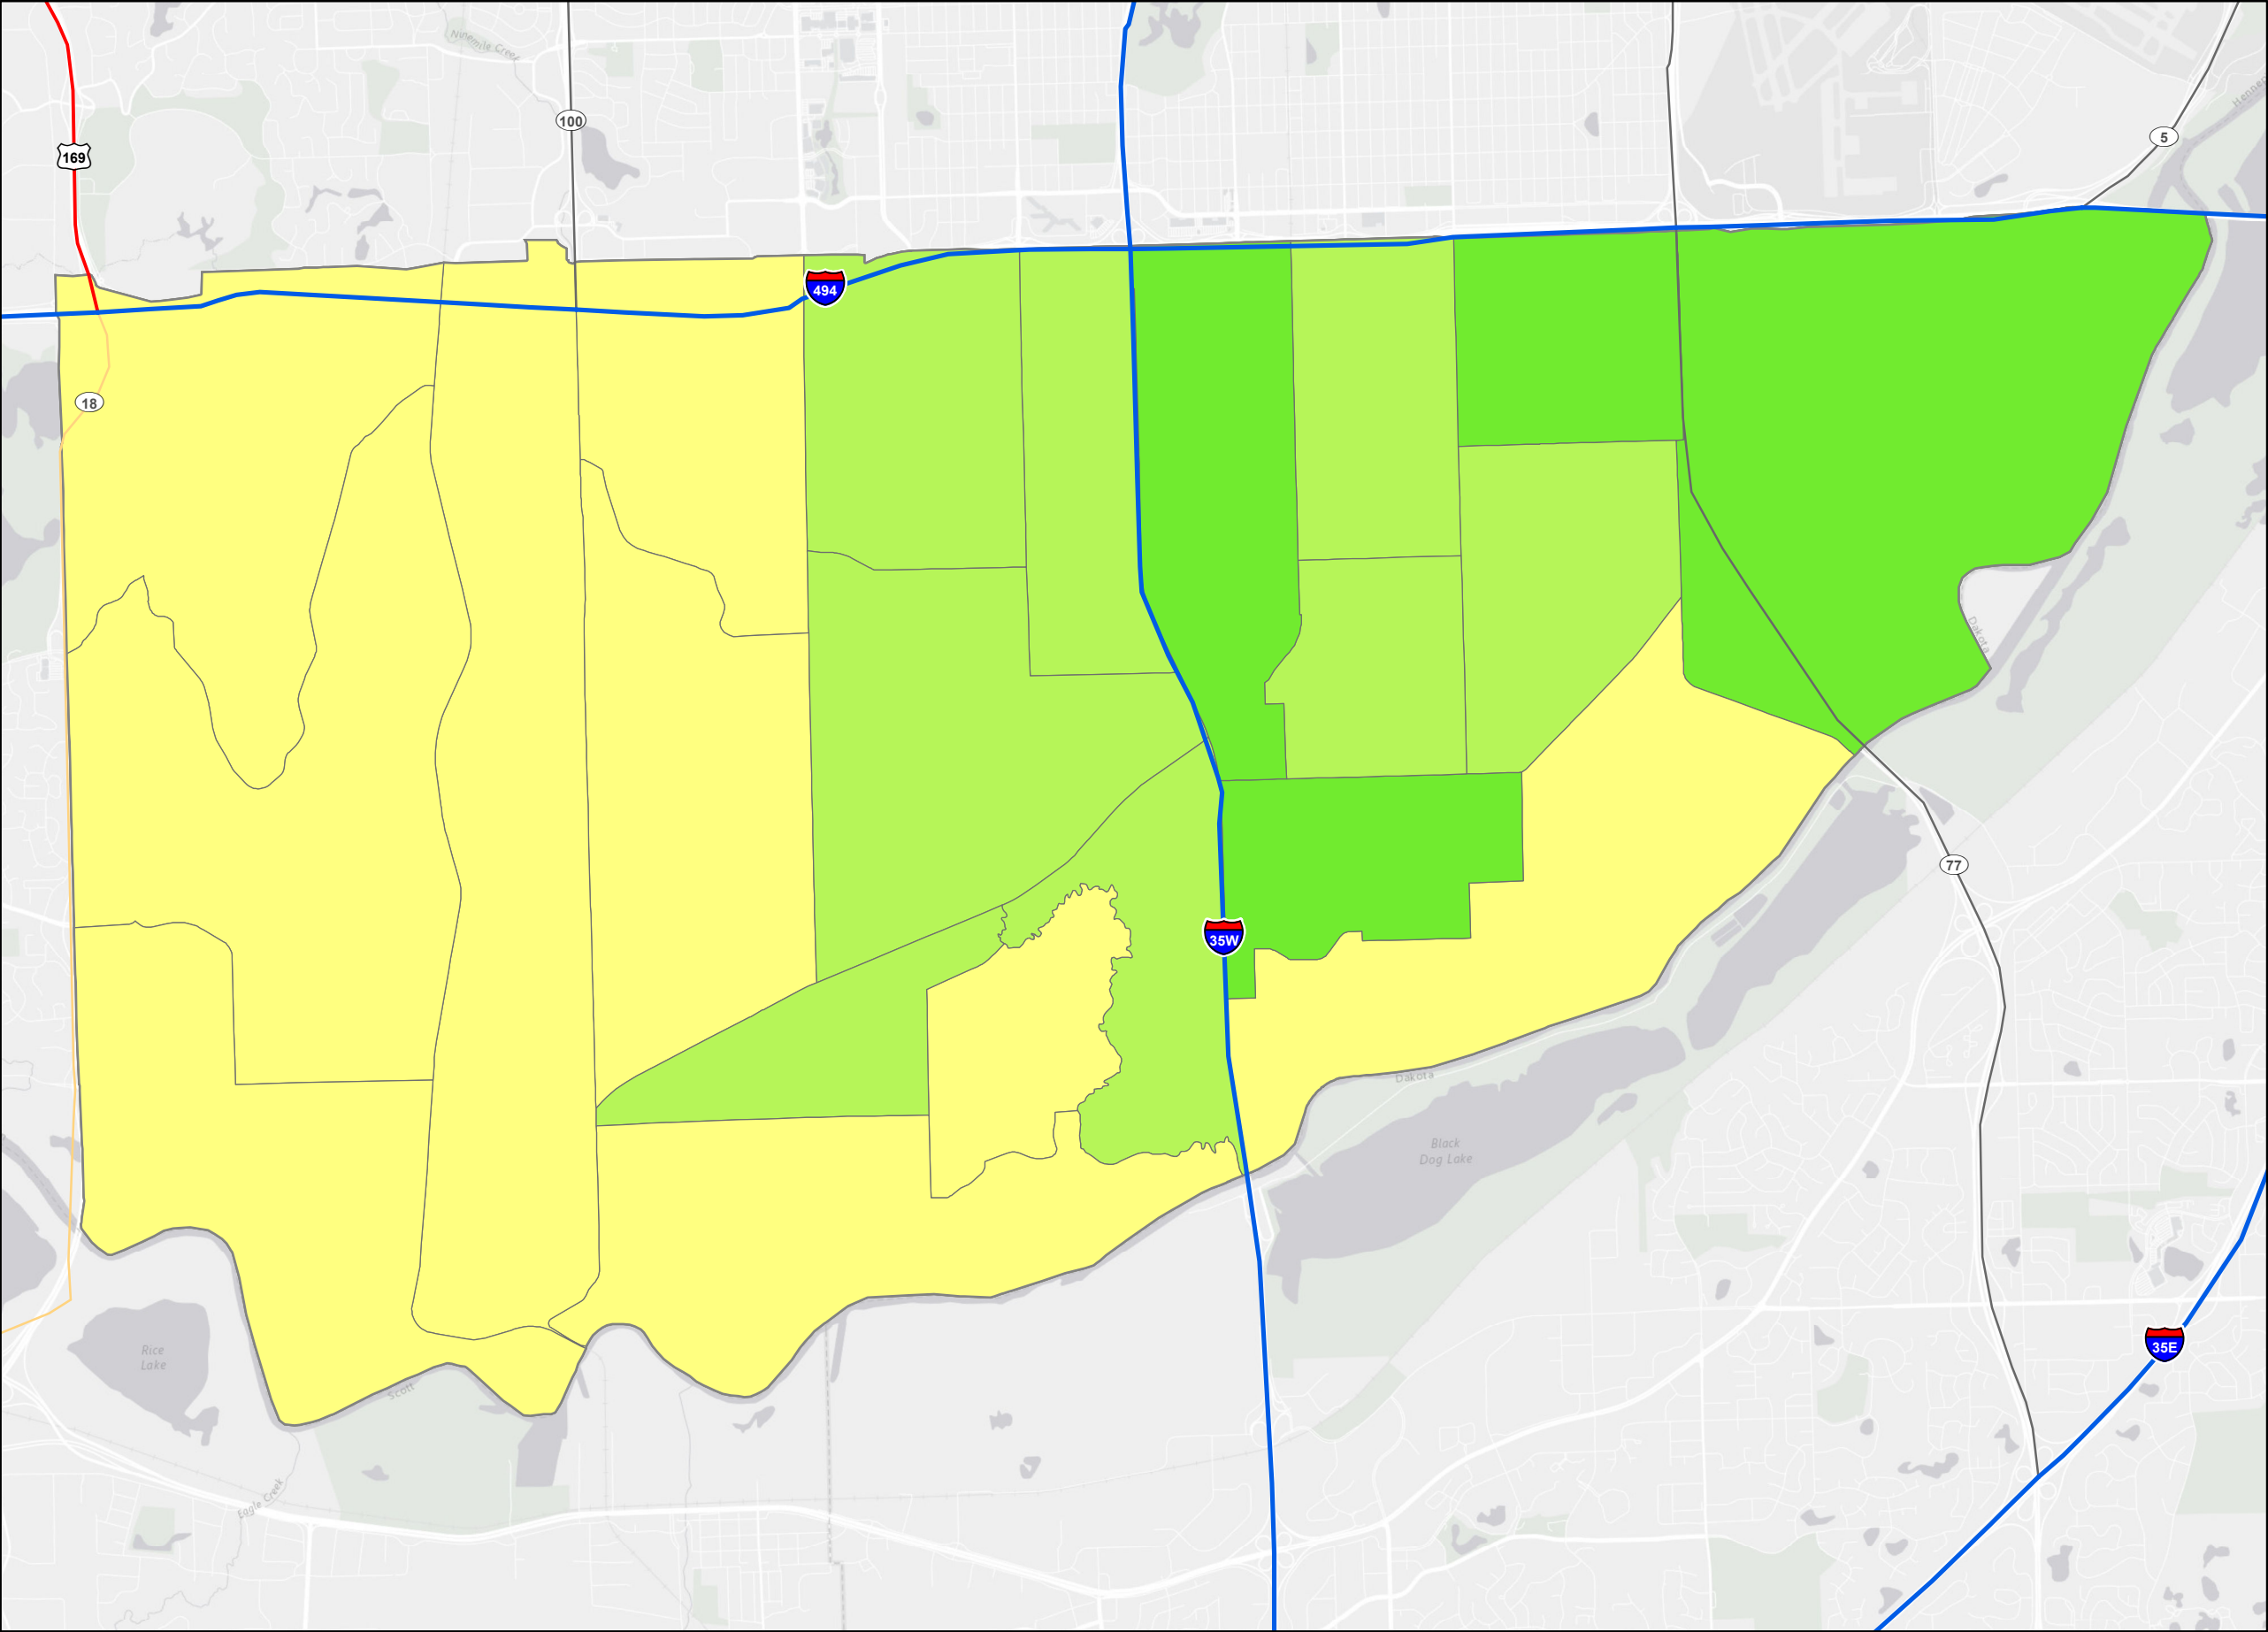 Ninemile Creek
100
5
169
494
18
Dakota
77
35W
Dakota
Black
Dog Lake
Rice
Lake
35E
Scott
Eagle Creek